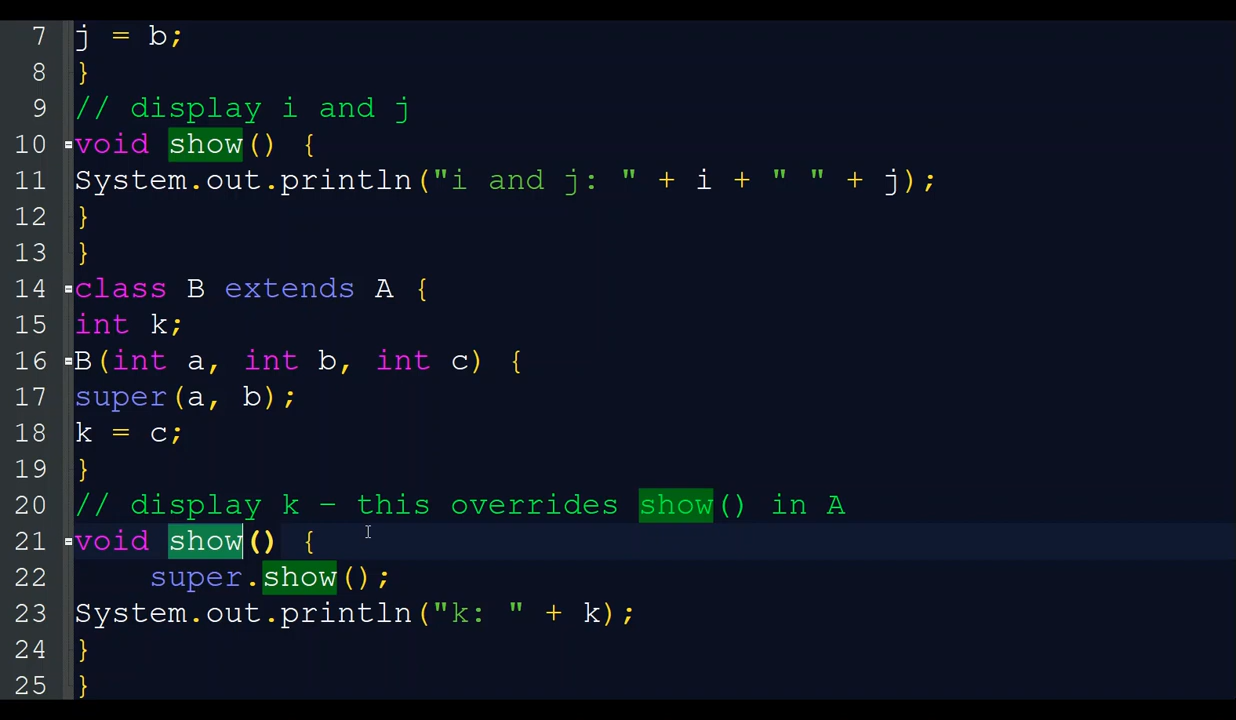 7 j = b;
8 }
9 // display i and j
10 void show() {
11 System.out.println("i and j: " + i + " " + j);
12 }
13 }
14 class B extends A {
15 int k;
16 B(int a, int b, int c) {
17 super(a, b);
18 k = c;
19 }
20 // display k – this overrides show() in A
21 void show() {
22     super.show();
23 System.out.println("k: " + k);
24 }
25 }